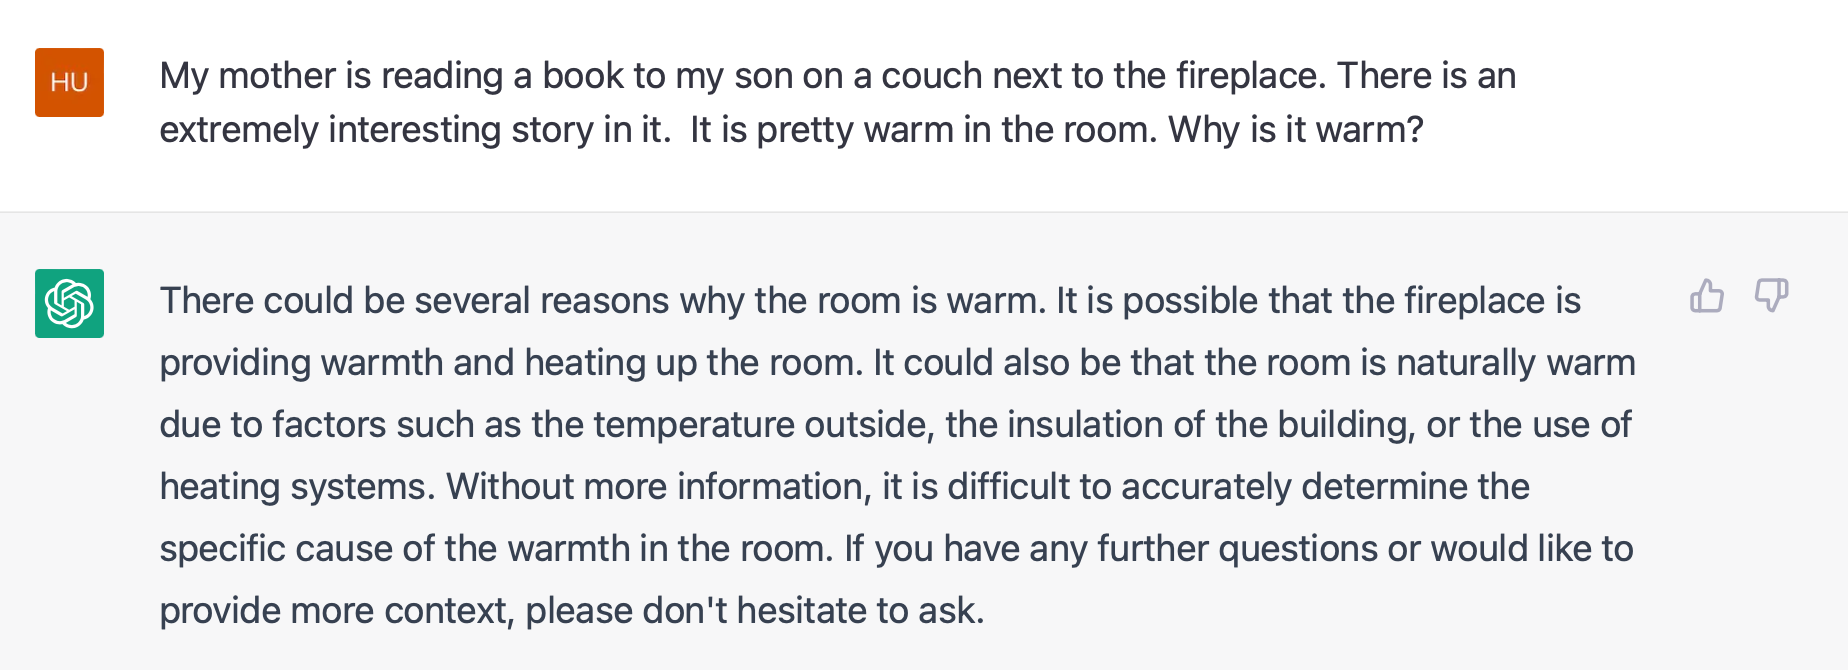 HU
My mother is reading a book to my son on a couch next to the fireplace. There is an
extremely interesting story in it.  It is pretty warm in the room. Why is it warm?
There could be several reasons why the room is warm. It is possible that the fireplace is
providing warmth and heating up the room. It could also be that the room is naturally warm
due to factors such as the temperature outside, the insulation of the building, or the use of
heating systems. Without more information, it is difficult to accurately determine the
specific cause of the warmth in the room. If you have any further questions or would like to
provide more context, please don't hesitate to ask.